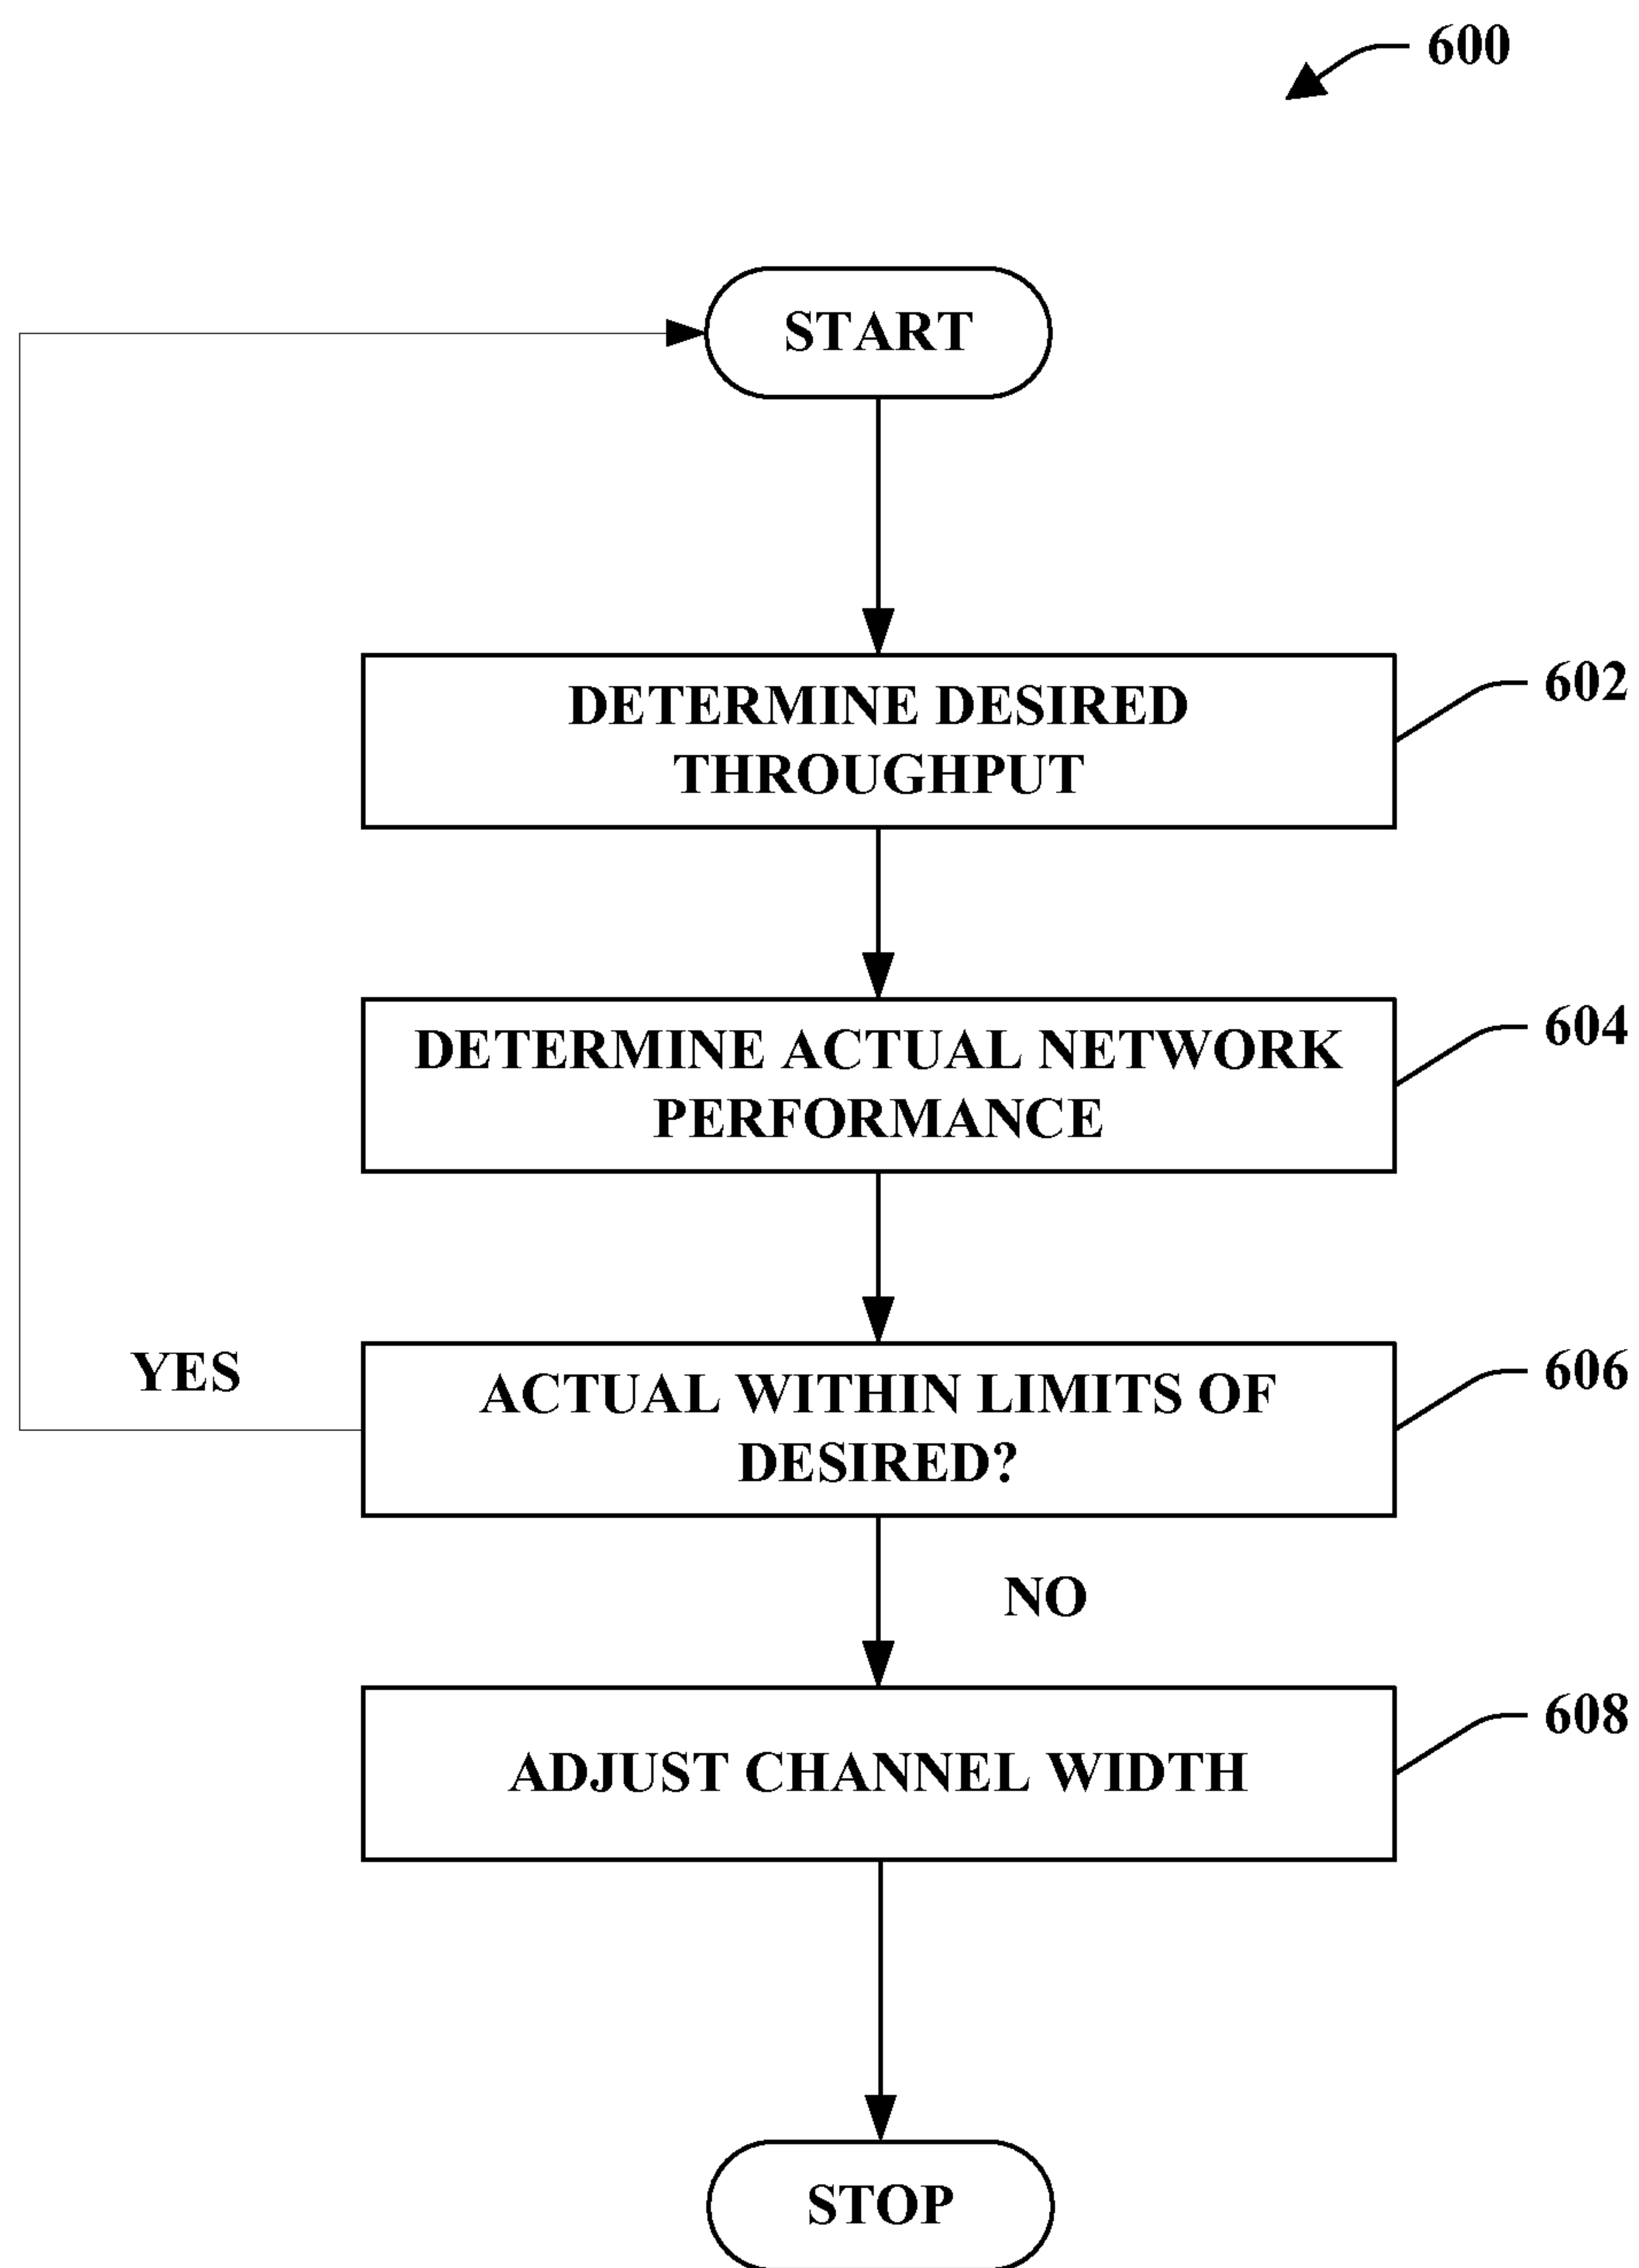 600
START
DETERMINE DESIRED
THROUGHPUT
602
DETERMINE ACTUAL NETWORK
PERFORMANCE
604
YES
ACTUAL WITHIN LIMITS OF
DESIRED?
606
NO
ADJUST CHANNEL WIDTH
608
STOP